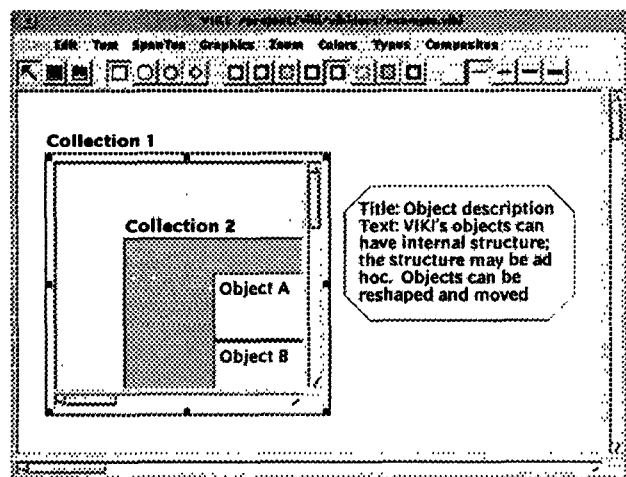 Edit Text Graphics Zoom Colors Types Composites
Collection 1
Collection 2
Object A
Object B
Title: Object description
Text: VIKI's objects can
have internal structure;
the structure may be ad
hoc. Objects can be
reshaped and moved